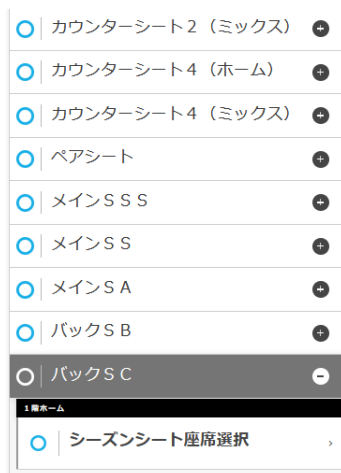 カウンターシート２（ミックス）
カウンターシート４（ホーム）
カウンターシート４（ミックス）
ペアシート
メインＳＳＳ
メインＳＳ
メインＳＡ
バックＳＢ
バックＳＣ
１階ホーム
シーズンシート座席選択